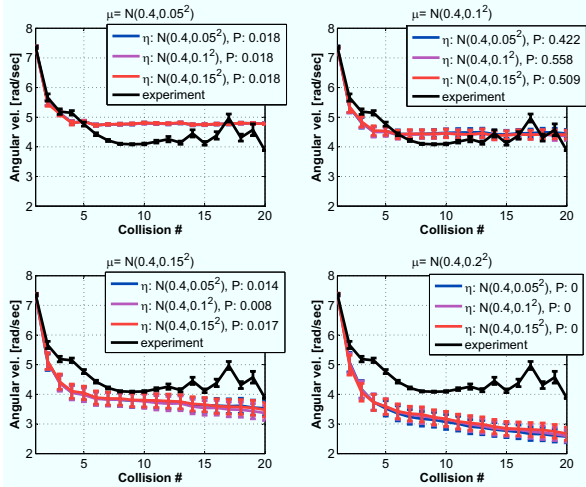 μ= N(0.4,0.05²)
η: N(0.4,0.05²), P: 0.018
η: N(0.4,0.1²), P: 0.018
η: N(0.4,0.15²), P: 0.018
experiment
Angular vel. [rad/sec]
8
7
6
5
4
3
2
5
10
15
20
Collision #
μ= N(0.4,0.1²)
η: N(0.4,0.05²), P: 0.422
η: N(0.4,0.1²), P: 0.558
η: N(0.4,0.15²), P: 0.509
experiment
Angular vel. [rad/sec]
8
7
6
5
4
3
2
5
10
15
20
Collision #
μ= N(0.4,0.15²)
η: N(0.4,0.05²), P: 0.014
η: N(0.4,0.1²), P: 0.008
η: N(0.4,0.15²), P: 0.017
experiment
Angular vel. [rad/sec]
8
7
6
5
4
3
2
5
10
15
20
Collision #
μ= N(0.4,0.2²)
η: N(0.4,0.05²), P: 0
η: N(0.4,0.1²), P: 0
η: N(0.4,0.15²), P: 0
experiment
Angular vel. [rad/sec]
8
7
6
5
4
3
2
5
10
15
20
Collision #